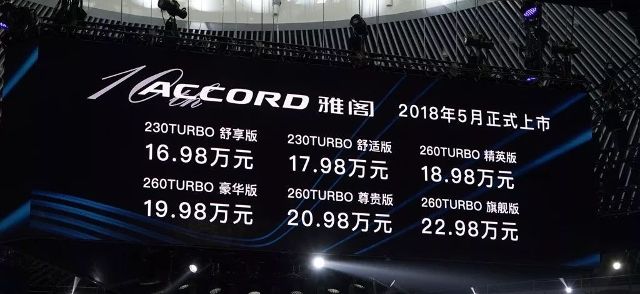 10th ACCORD 雅阁 2018年5月正式上市
230TURBO 舒享版 230TURBO 舒适版 260TURBO 精英版
16.98万元 17.98万元 18.98万元
260TURBO 豪华版 260TURBO 尊贵版 260TURBO 旗舰版
19.98万元 20.98万元 22.98万元